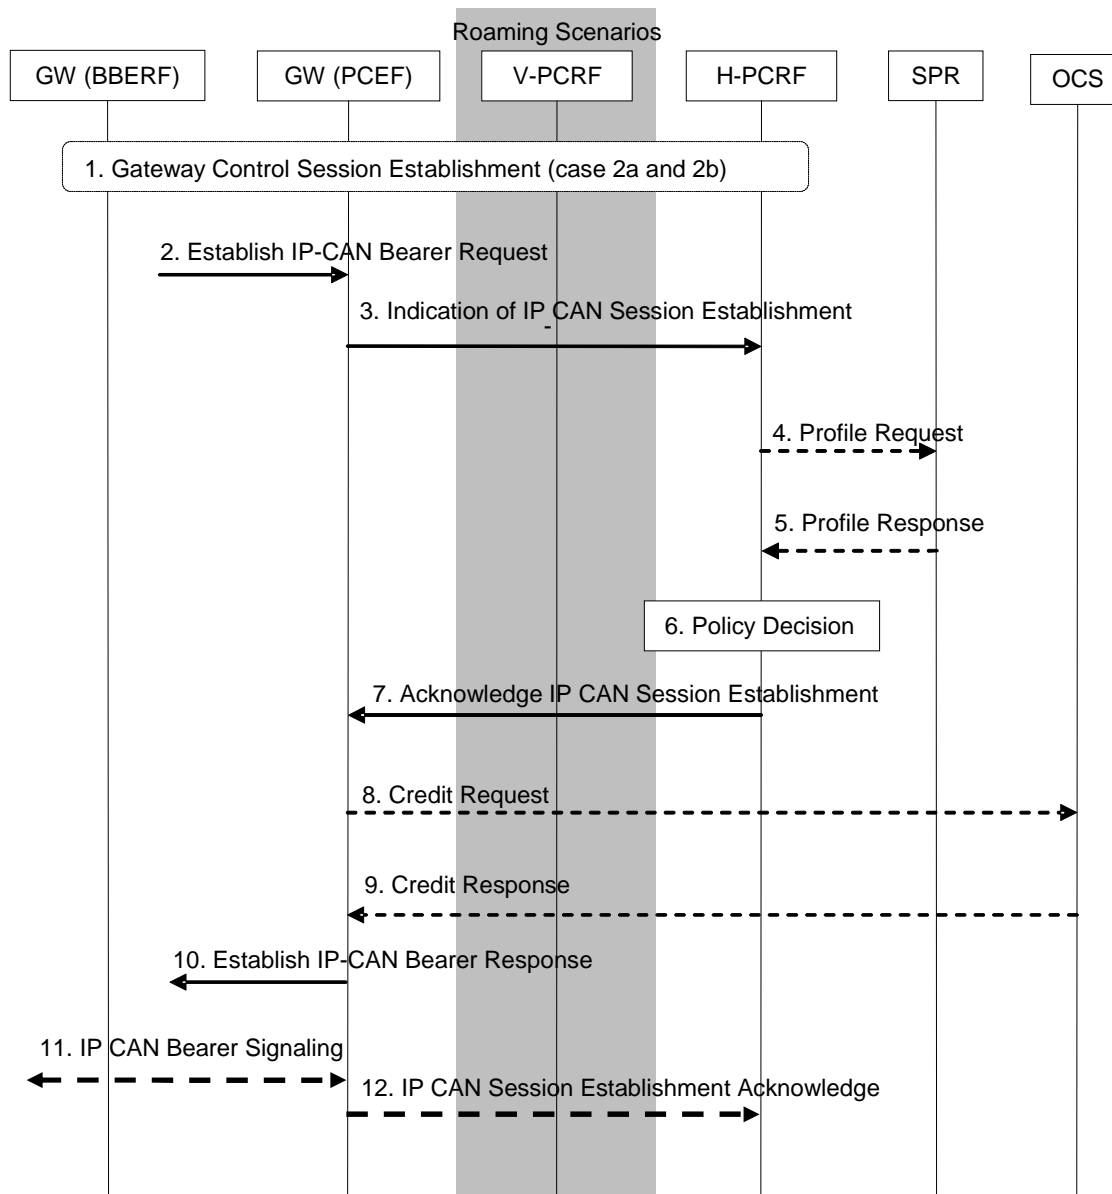 Roaming Scenarios
GW (BBERF)
GW (PCEF)
V-PCRF
H-PCRF
SPR
OCS
1. Gateway Control Session Establishment (case 2a and 2b)
2. Establish IP-CAN Bearer Request
3. Indication of IP_CAN Session Establishment
4. Profile Request
5. Profile Response
6. Policy Decision
7. Acknowledge IP CAN Session Establishment
8. Credit Request
9. Credit Response
10. Establish IP-CAN Bearer Response
11. IP CAN Bearer Signaling
12. IP CAN Session Establishment Acknowledge